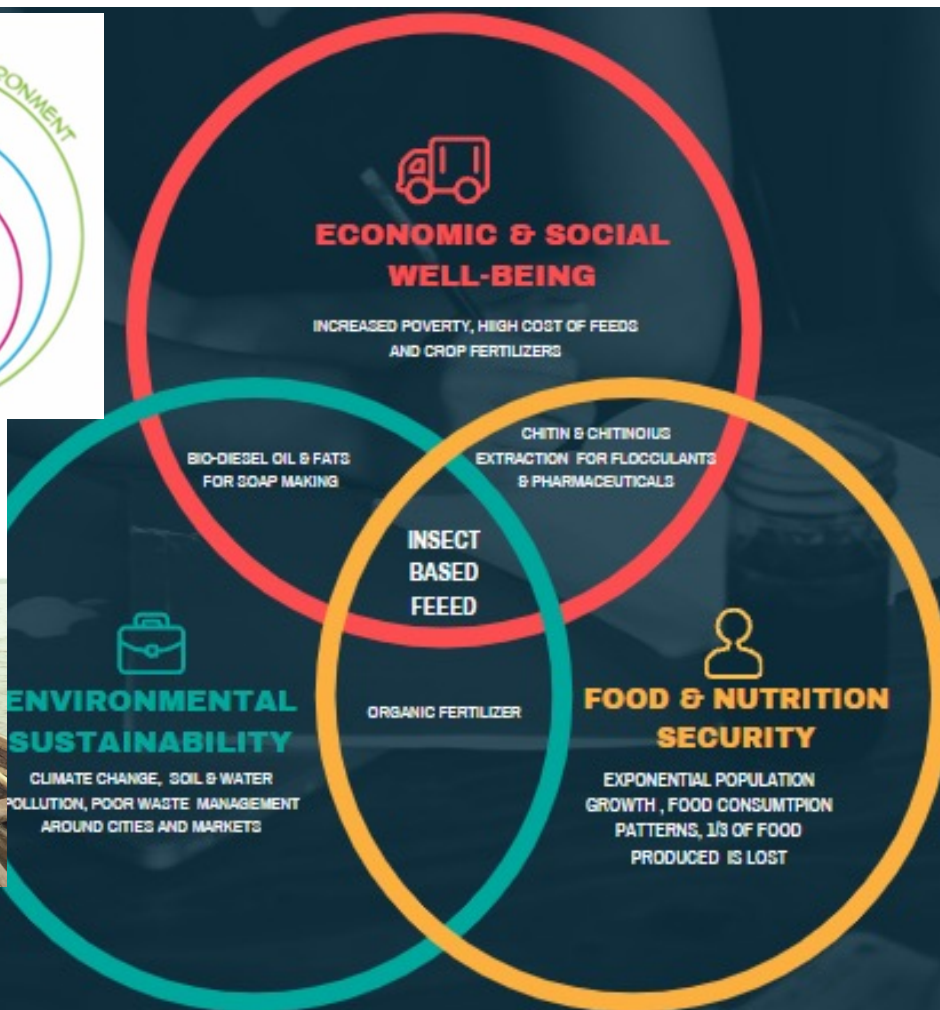 ECONOMIC & SOCIAL
WELL-BEING
INCREASED POVERTY, HIIGH COST OF FEEDS
AND CROP FERTILIZERS
BIO-DIESEL OIL & FATS
FOR SOAP MAKING
CHITIN & CHITINOIUS
EXTRACTION FOR FLOCCULANTS
& PHARMACEUTICALS
INSECT
BASED
FEEED
ENVIRONMENTAL
SUSTAINABILITY
CLIMATE CHANGE, SOIL & WATER
POLLUTION, POOR WASTE MANAGEMENT
AROUND CITIES AND MARKETS
ORGANIC FERTILIZER
FOOD & NUTRITION
SECURITY
EXPONENTIAL POPULATION
GROWTH , FOOD CONSUMTPION
PATTERNS, 1/3 OF FOOD
PRODUCED IS LOST